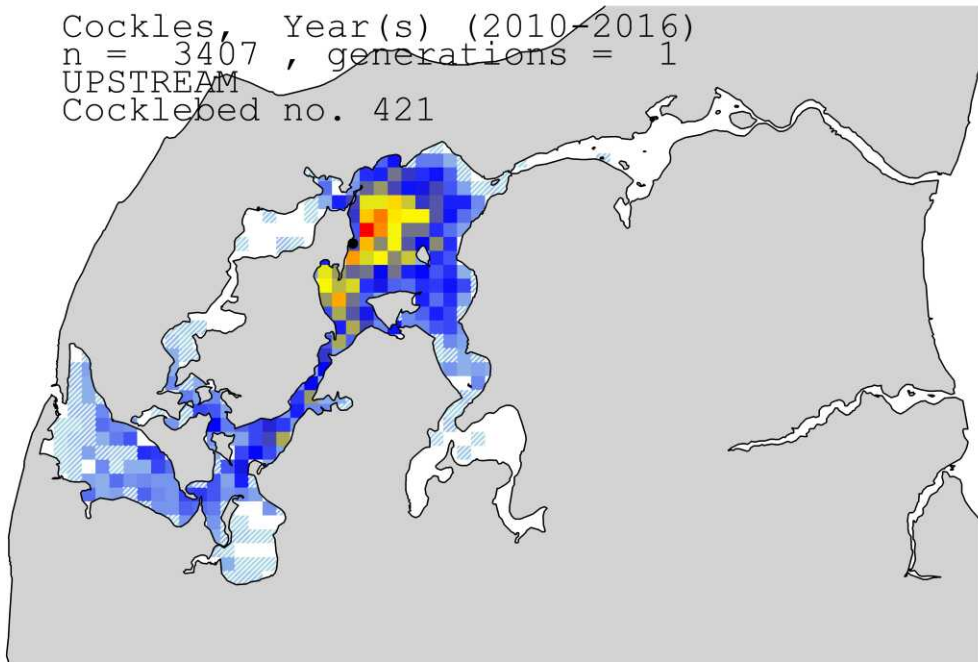 Cockles, Year(s) (2010-2016)
n = 3407 , generations = 1
UPSTREAM
Cocklebed no. 421